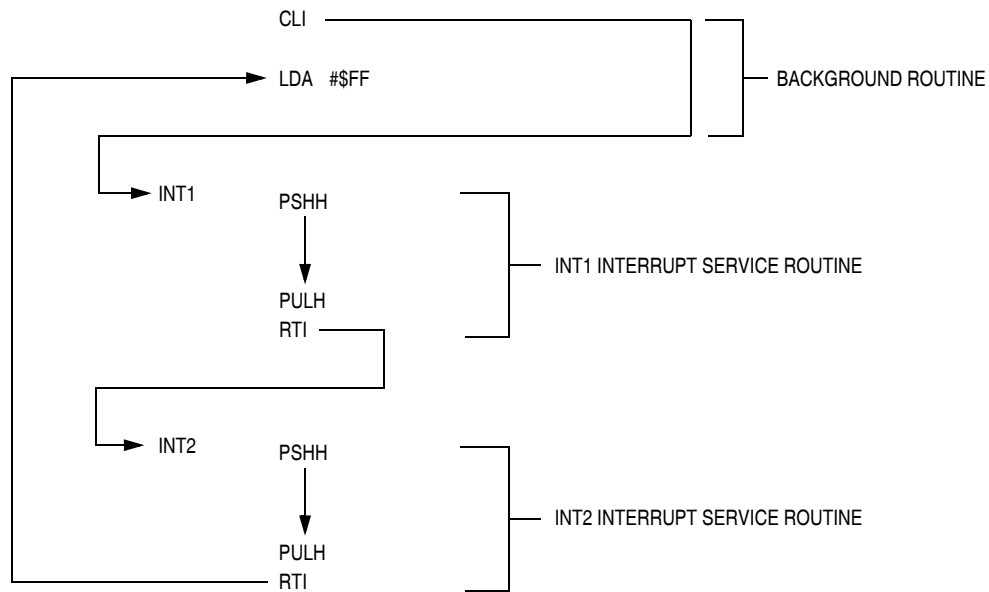 CLI
LDA #$FF
BACKGROUND ROUTINE
INT1
PSHH
INT1 INTERRUPT SERVICE ROUTINE
PULH
RTI
INT2
PSHH
INT2 INTERRUPT SERVICE ROUTINE
PULH
RTI